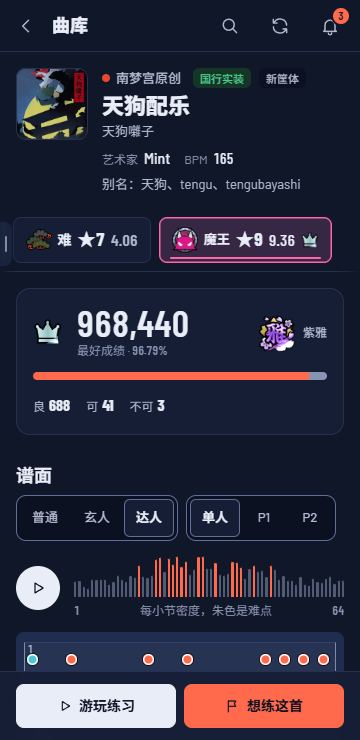 曲库
3
南梦宫原创 国行实装 新筐体
天狗配乐
天狗囃子
艺术家 Mint BPM 165
别名：天狗、tengu、tengubayashi
难 ★7 4.06
魔王 ★9 9.36
968,440
最好成绩 · 96.79%
雅 紫雅
良 688 可 41 不可 3
谱面
普通 玄人 达人 单人 P1 P2
1 每小节密度，朱色是难点 64
1
游玩练习 想练这首